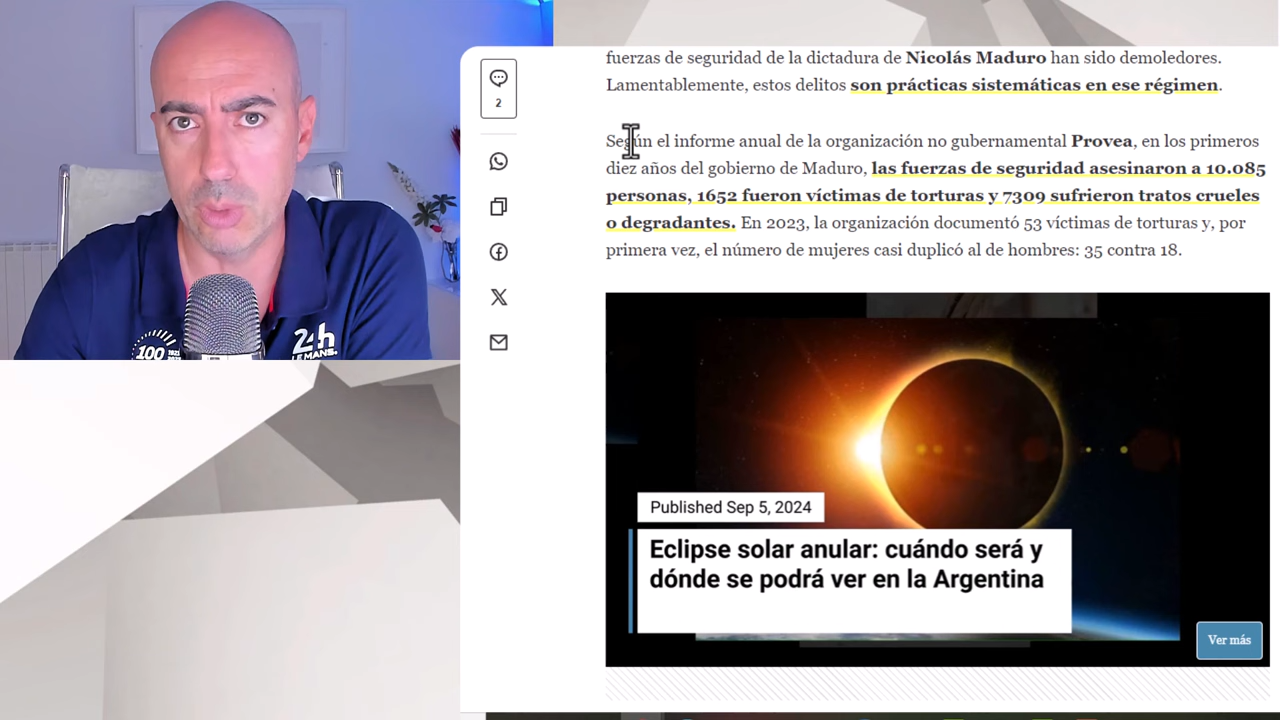 fuerzas de seguridad de la dictadura de Nicolás Maduro han sido demoledores.
Lamentablemente, estos delitos son prácticas sistemáticas en ese régimen.
2
Según el informe anual de la organización no gubernamental Provea, en los primeros
diez años del gobierno de Maduro, las fuerzas de seguridad asesinaron a 10.085
personas, 1652 fueron víctimas de torturas y 7309 sufrieron tratos crueles
o degradantes. En 2023, la organización documentó 53 víctimas de torturas y, por
primera vez, el número de mujeres casi duplicó al de hombres: 35 contra 18.
100
24h
LE MANS.
Published Sep 5, 2024
Eclipse solar anular: cuándo será y
dónde se podrá ver en la Argentina
Ver más